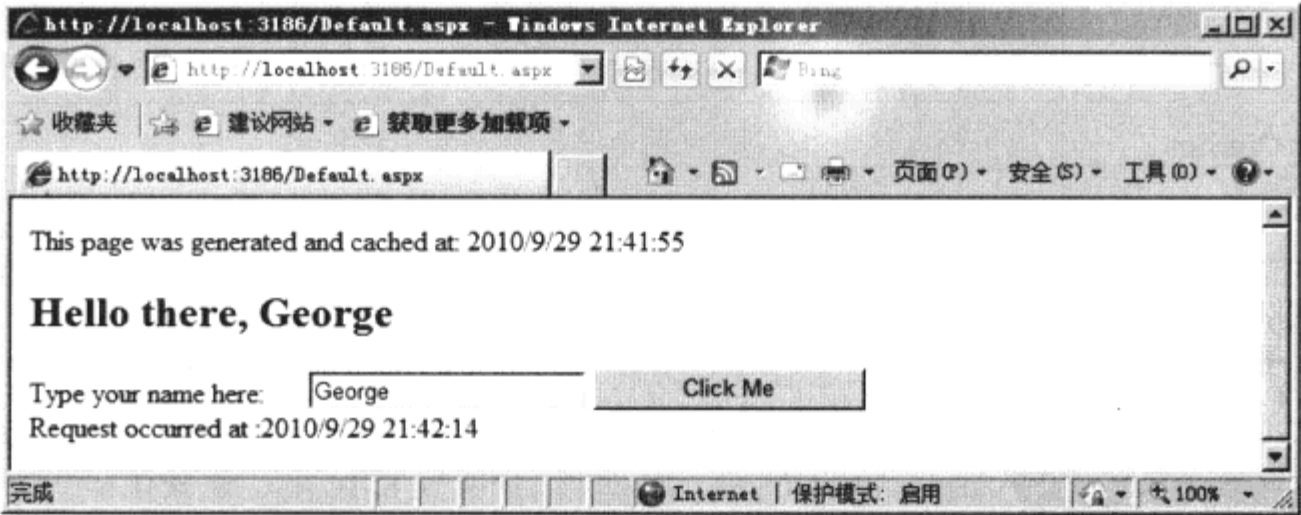 http://localhost:3186/Default.aspx - Windows Internet Explorer
http://localhost:3186/Default.aspx
Bing
收藏夹 建议网站 获取更多加载项
http://localhost:3186/Default.aspx 页面(P) 安全(S) 工具(O)
This page was generated and cached at: 2010/9/29 21:41:55
Hello there, George
Type your name here: George Click Me
Request occurred at :2010/9/29 21:42:14
完成 Internet | 保护模式: 启用 100%